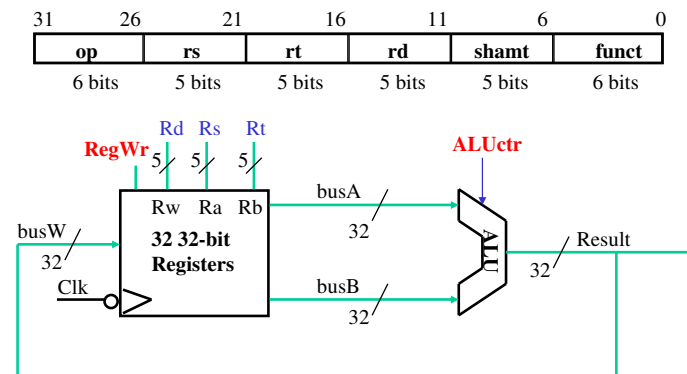 31 26 21 16 11 6 0
op rs rt rd shamt funct
6 bits 5 bits 5 bits 5 bits 5 bits 6 bits
Rd Rs Rt
RegWr ALUctr
5 5 5
busA
Rw Ra Rb
busW
32 32-bit
Registers
32
32
ALU
Result
32
Clk
busB
32